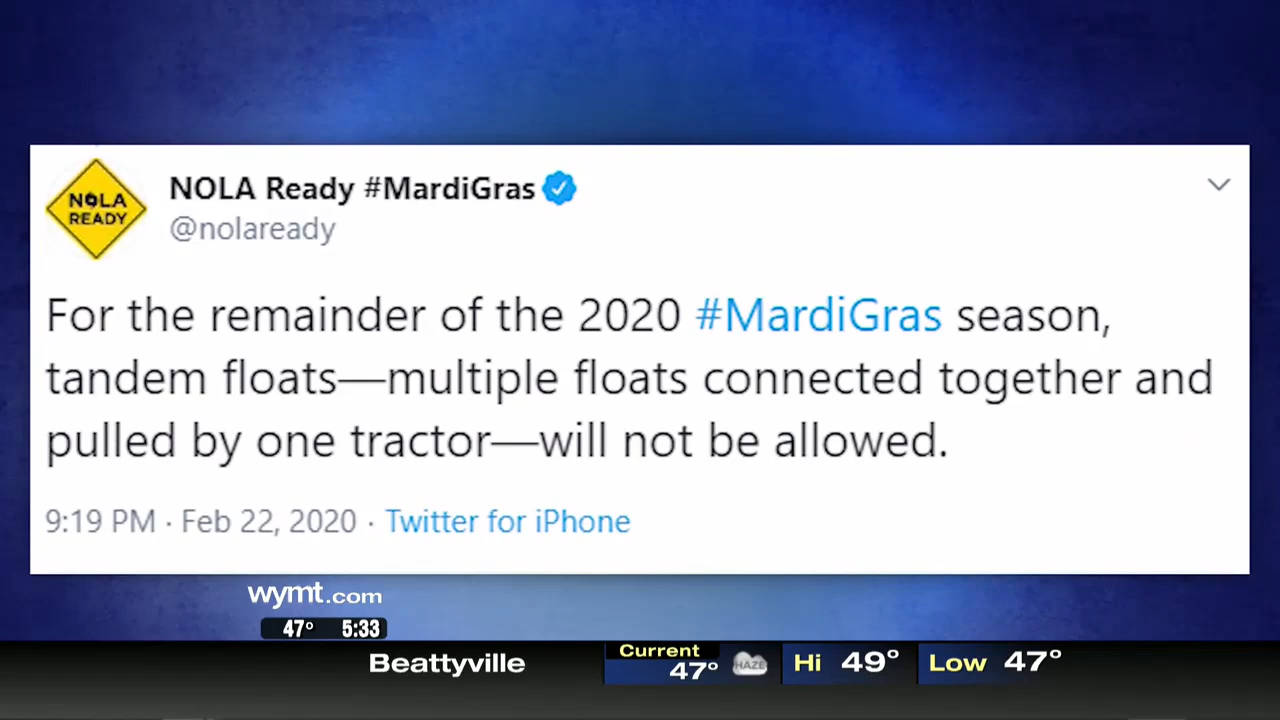 NOLA
READY
NOLA Ready #MardiGras
@nolaready
For the remainder of the 2020 #MardiGras season,
tandem floats—multiple floats connected together and
pulled by one tractor—will not be allowed.
9:19 PM · Feb 22, 2020 · Twitter for iPhone
wymt.com
47° 5:33
Beattyville
Current
47°
HAZE
Hi 49°
Low 47°